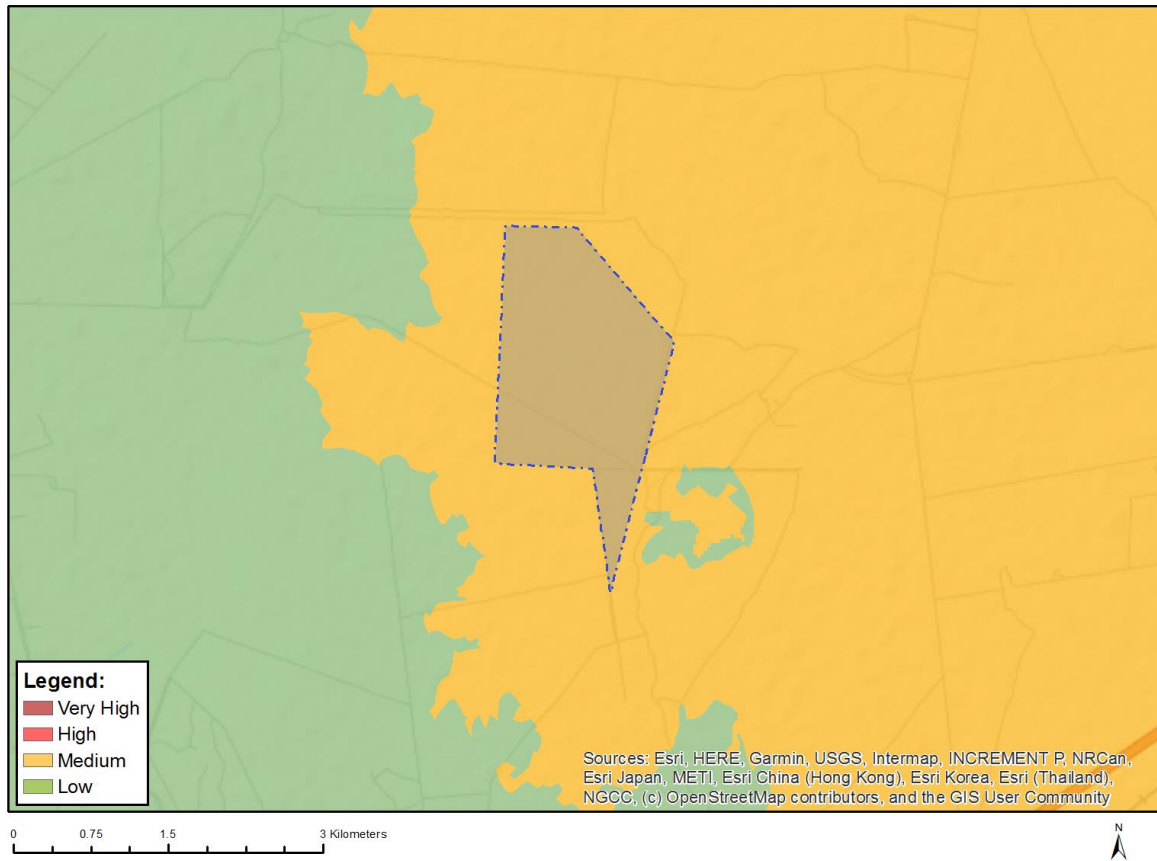 Legend:
Very High
High
Medium
Low
Sources: Esri, HERE, Garmin, USGS, Intermap, INCREMENT P, NRCan,
Esri Japan, METI, Esri China (Hong Kong), Esri Korea, Esri (Thailand),
NGCC, (c) OpenStreetMap contributors, and the GIS User Community
0 0.75 1.5 3 Kilometers
N